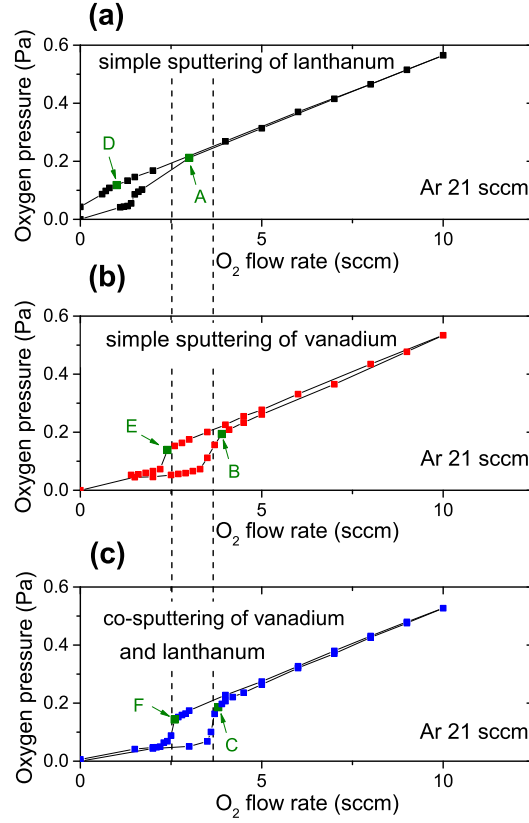 (a)
Oxygen pressure (Pa)
0.6
0.4
0.2
0.0
simple sputtering of lanthanum
D
A
Ar 21 sccm
0
5
10
O₂ flow rate (sccm)
(b)
Oxygen pressure (Pa)
0.6
0.4
0.2
0.0
simple sputtering of vanadium
E
B
Ar 21 sccm
0
5
10
O₂ flow rate (sccm)
(c)
Oxygen pressure (Pa)
0.6
0.4
0.2
0.0
co-sputtering of vanadium
and lanthanum
F
C
Ar 21 sccm
0
5
10
O₂ flow rate (sccm)